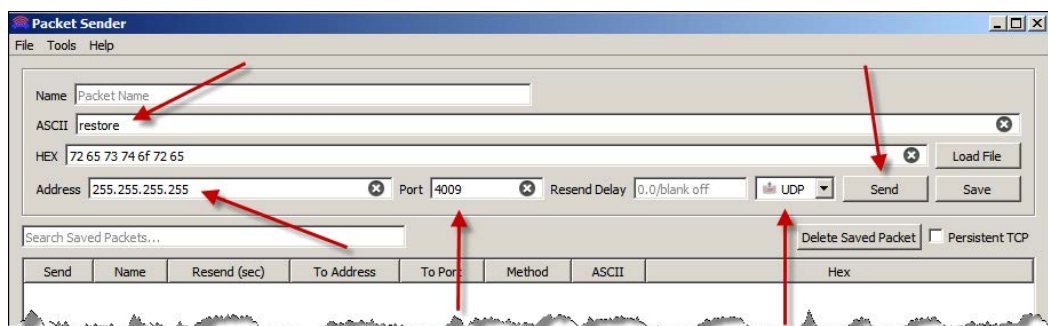 Packet Sender
File Tools Help
Name Packet Name
ASCII restore
HEX 72 65 73 74 6f 72 65 Load File
Address 255.255.255.255 Port 4009 Resend Delay 0.0/blank off UDP Send Save
Search Saved Packets... Delete Saved Packet Persistent TCP
Send Name Resend (sec) To Address To Port Method ASCII Hex